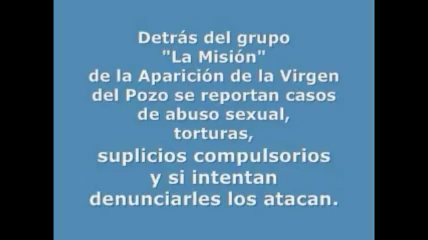 Detrás del grupo
"La Misión"
de la Aparición de la Virgen
del Pozo se reportan casos
de abuso sexual,
torturas,
suplicios compulsorios
y si intentan
denunciarles los atacan.